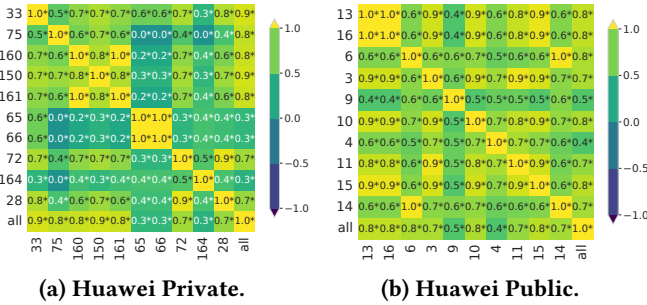 33 1.0* 0.5* 0.7* 0.7* 0.7* 0.6* 0.6* 0.7* 0.3* 0.8* 0.9*
75 0.5* 1.0* 0.6* 0.7* 0.6* 0.0* 0.0* 0.4* 0.0* 0.4* 0.8*
160 0.7* 0.6* 1.0* 0.8* 1.0* 0.2* 0.2* 0.7* 0.4* 0.6* 0.8*
150 0.7* 0.7* 0.8* 1.0* 0.8* 0.3* 0.3* 0.7* 0.3* 0.7* 0.9*
161 0.7* 0.6* 1.0* 0.8* 1.0* 0.2* 0.2* 0.7* 0.4* 0.6* 0.8*
65 0.6* 0.0* 0.2* 0.3* 0.2* 1.0* 1.0* 0.3* 0.4* 0.4* 0.3*
66 0.6* 0.0* 0.2* 0.3* 0.2* 1.0* 1.0* 0.3* 0.4* 0.4* 0.3*
72 0.7* 0.4* 0.7* 0.7* 0.7* 0.3* 0.3* 1.0* 0.5* 0.9* 0.7*
164 0.3* 0.0* 0.4* 0.3* 0.4* 0.4* 0.4* 0.5* 1.0* 0.4* 0.3*
28 0.8* 0.4* 0.6* 0.7* 0.6* 0.4* 0.4* 0.9* 0.4* 1.0* 0.7*
all 0.9* 0.8* 0.8* 0.9* 0.8* 0.3* 0.3* 0.7* 0.3* 0.7* 1.0*
33 75 160 150 161 65 66 72 164 28 all
1.0
0.5
0.0
−0.5
−1.0
(a) Huawei Private.
13 1.0* 1.0* 0.6* 0.9* 0.4* 0.9* 0.6* 0.8* 0.9* 0.6* 0.8*
16 1.0* 1.0* 0.6* 0.9* 0.4* 0.9* 0.6* 0.8* 0.9* 0.6* 0.8*
6 0.6* 0.6* 1.0* 0.6* 0.6* 0.7* 0.5* 0.6* 0.6* 1.0* 0.8*
3 0.9* 0.9* 0.6* 1.0* 0.6* 0.9* 0.7* 0.9* 0.9* 0.7* 0.7*
9 0.4* 0.4* 0.6* 0.6* 1.0* 0.5* 0.5* 0.5* 0.5* 0.6* 0.5*
10 0.9* 0.9* 0.7* 0.9* 0.5* 1.0* 0.7* 0.8* 0.9* 0.7* 0.8*
4 0.6* 0.6* 0.5* 0.7* 0.5* 0.7* 1.0* 0.7* 0.7* 0.6* 0.4*
11 0.8* 0.8* 0.6* 0.9* 0.5* 0.8* 0.7* 1.0* 0.9* 0.6* 0.7*
15 0.9* 0.9* 0.6* 0.9* 0.5* 0.9* 0.7* 0.9* 1.0* 0.6* 0.8*
14 0.6* 0.6* 1.0* 0.7* 0.6* 0.7* 0.6* 0.6* 0.6* 1.0* 0.7*
all 0.8* 0.8* 0.8* 0.7* 0.5* 0.8* 0.4* 0.7* 0.8* 0.7* 1.0*
13 16 6 3 9 10 4 11 15 14 all
1.0
0.5
0.0
−0.5
−1.0
(b) Huawei Public.